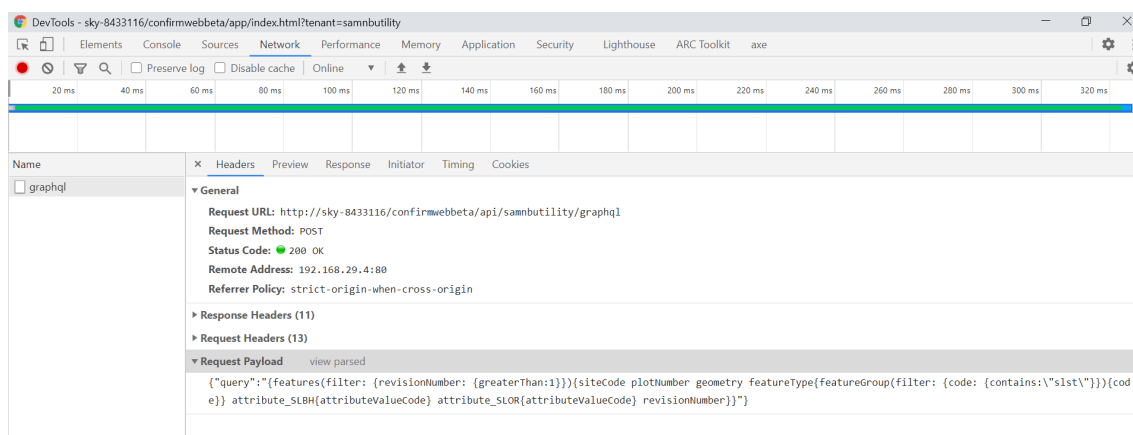 DevTools - sky-8433116/confirmwebbeta/app/index.html?tenant=samnbutility
Elements Console Sources Network Performance Memory Application Security Lighthouse ARC Toolkit axe
Preserve log Disable cache Online
20 ms 40 ms 60 ms 80 ms 100 ms 120 ms 140 ms 160 ms 180 ms 200 ms 220 ms 240 ms 260 ms 280 ms 300 ms 320 ms
Name
× Headers Preview Response Initiator Timing Cookies
graphql
General
Request URL: http://sky-8433116/confirmwebbeta/api/samnbutility/graphql
Request Method: POST
Status Code: 200 OK
Remote Address: 192.168.29.4:80
Referrer Policy: strict-origin-when-cross-origin
Response Headers (11)
Request Headers (13)
Request Payload view parsed
{"query":"{features(filter: {revisionNumber: {greaterThan:1}}){siteCode plotNumber geometry featureType{featureGroup(filter: {code: {contains:\"slst\"}}){cod
e}} attribute_SLBH{attributeValueCode} attribute_SLOR{attributeValueCode} revisionNumber}}"}